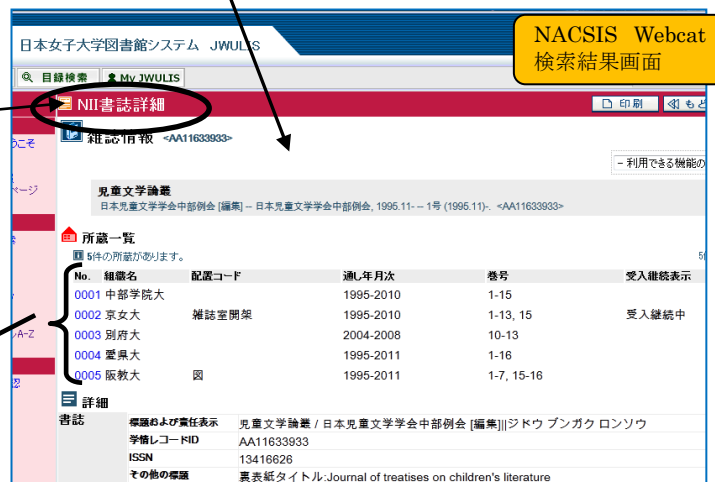 日本女子大学図書館システム JWULIS
NACSIS Webcat
検索結果画面
目録検索 My JWULIS
NII書誌詳細
印刷 もど
雑誌情報 <AA11633933>
- 利用できる機能の
児童文学論叢
日本児童文学学会中部例会 [編集] -- 日本児童文学学会中部例会, 1995.11- -- 1号 (1995.11)-. <AA11633933>
所蔵一覧
5件の所蔵があります。
No. 組織名 配置コード 通し年月次 巻号 受入継続表示
0001 中部学院大 1995-2010 1-15
0002 京女大 雑誌室開架 1995-2010 1-13, 15 受入継続中
0003 別府大 2004-2008 10-13
0004 愛県大 1995-2011 1-16
0005 阪教大 図 1995-2011 1-7, 15-16
詳細
書誌 標題および責任表示 児童文学論叢 / 日本児童文学学会中部例会 [編集]||ジドウ ブンガク ロンソウ
学情レコードID AA11633933
ISSN 13416626
その他の標題 裏表紙タイトル:Journal of treatises on children's literature
こそ
ページ
A-Z